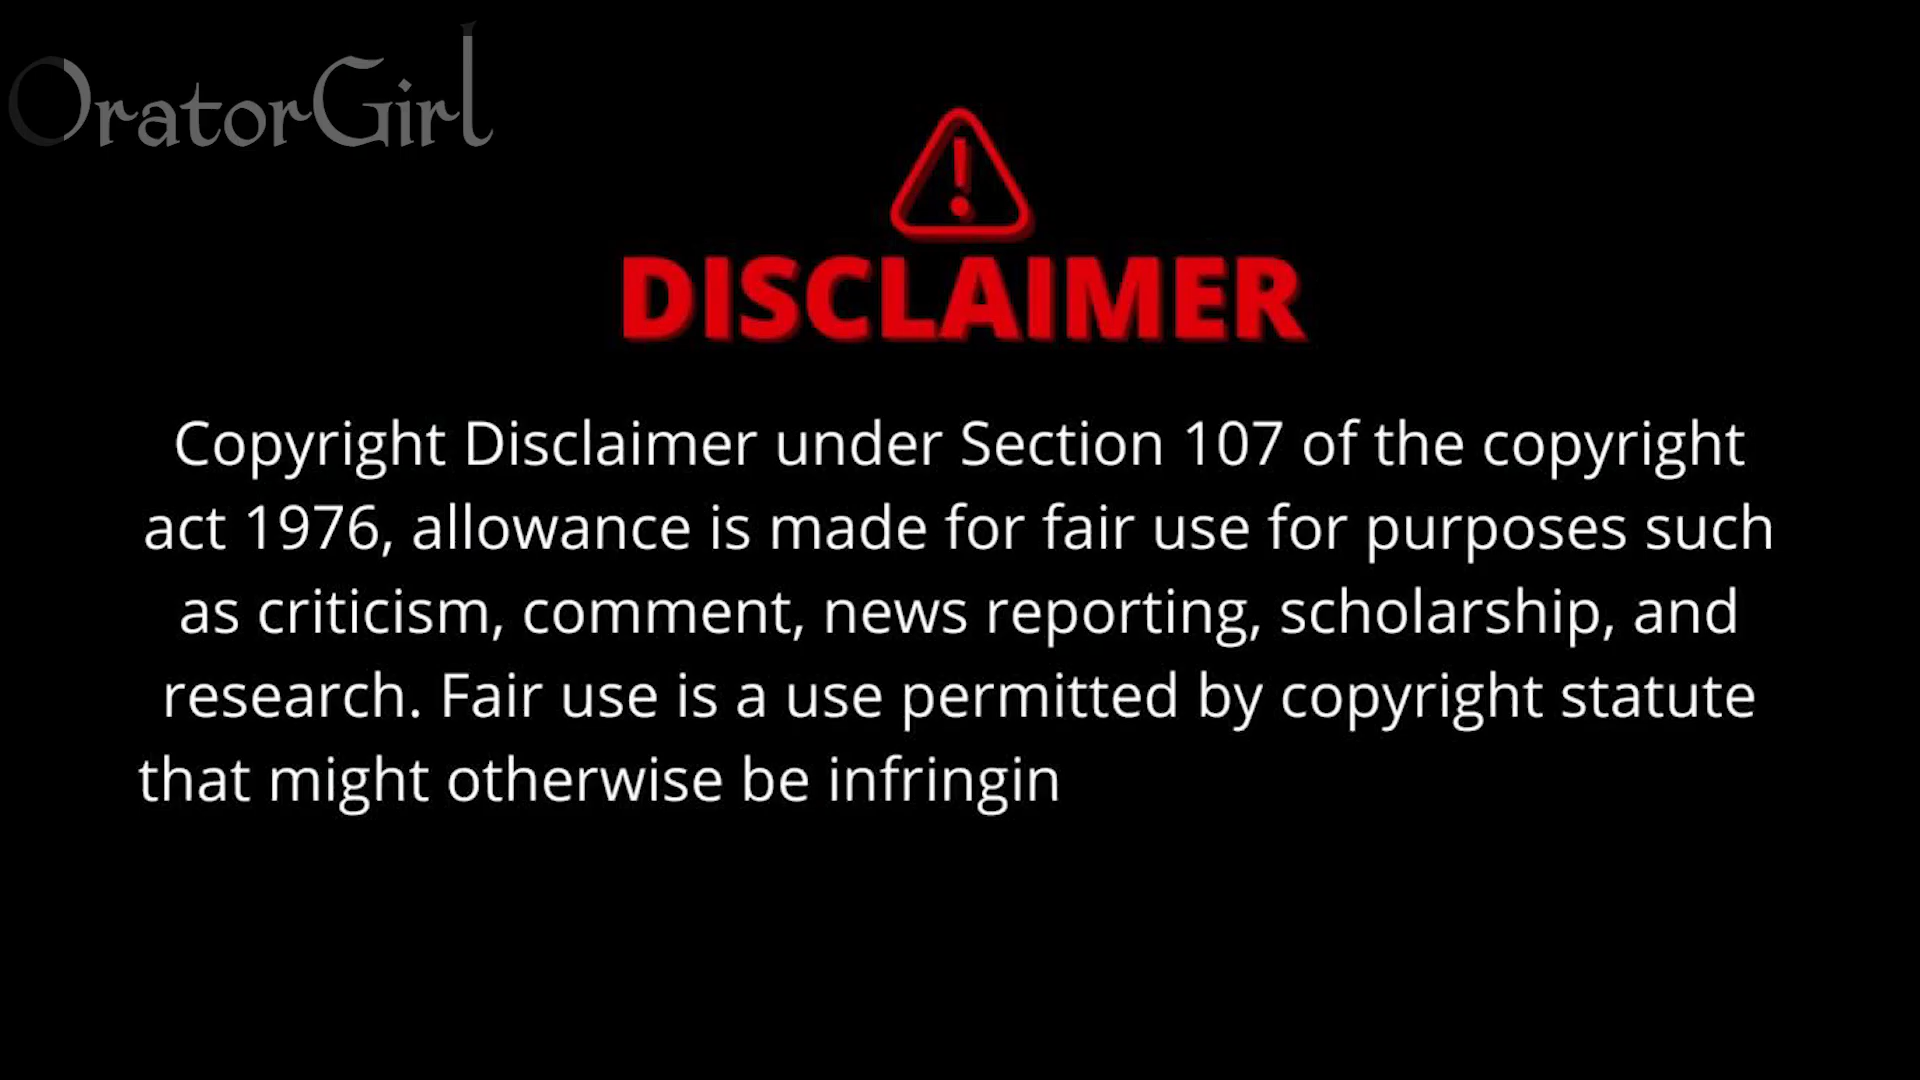 OratorGirl
DISCLAIMER
Copyright Disclaimer under Section 107 of the copyright
act 1976, allowance is made for fair use for purposes such
as criticism, comment, news reporting, scholarship, and
research. Fair use is a use permitted by copyright statute
that might otherwise be infringin